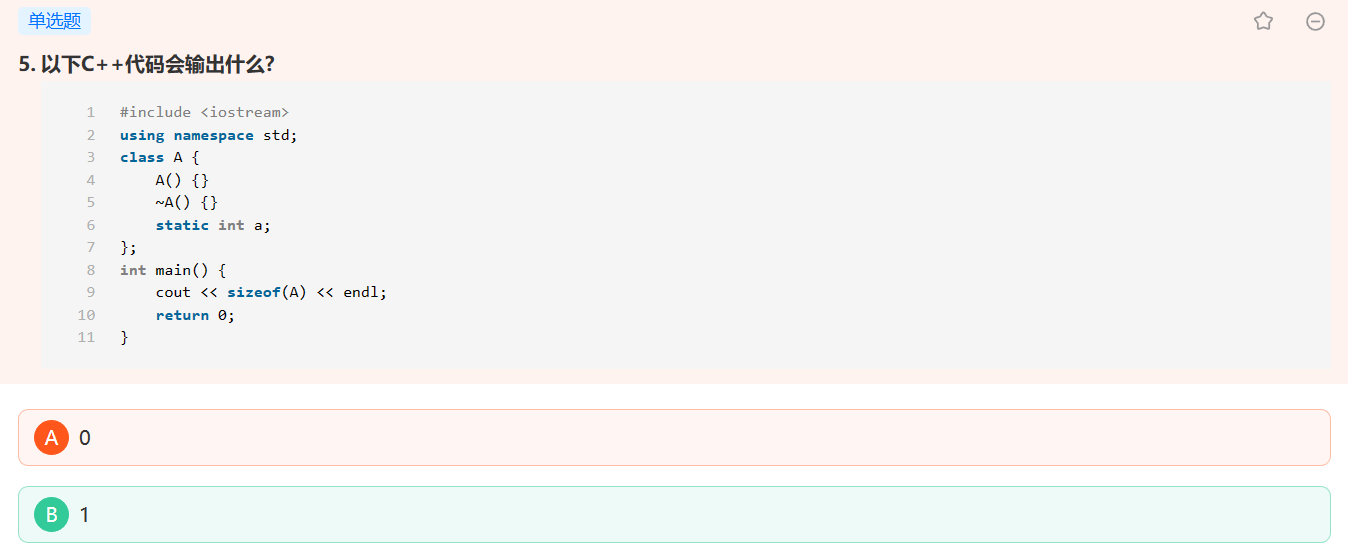 单选题
5. 以下C++代码会输出什么?
1 #include <iostream>
2 using namespace std;
3 class A {
4     A() {}
5     ~A() {}
6     static int a;
7 };
8 int main() {
9     cout << sizeof(A) << endl;
10     return 0;
11 }
A 0
B 1